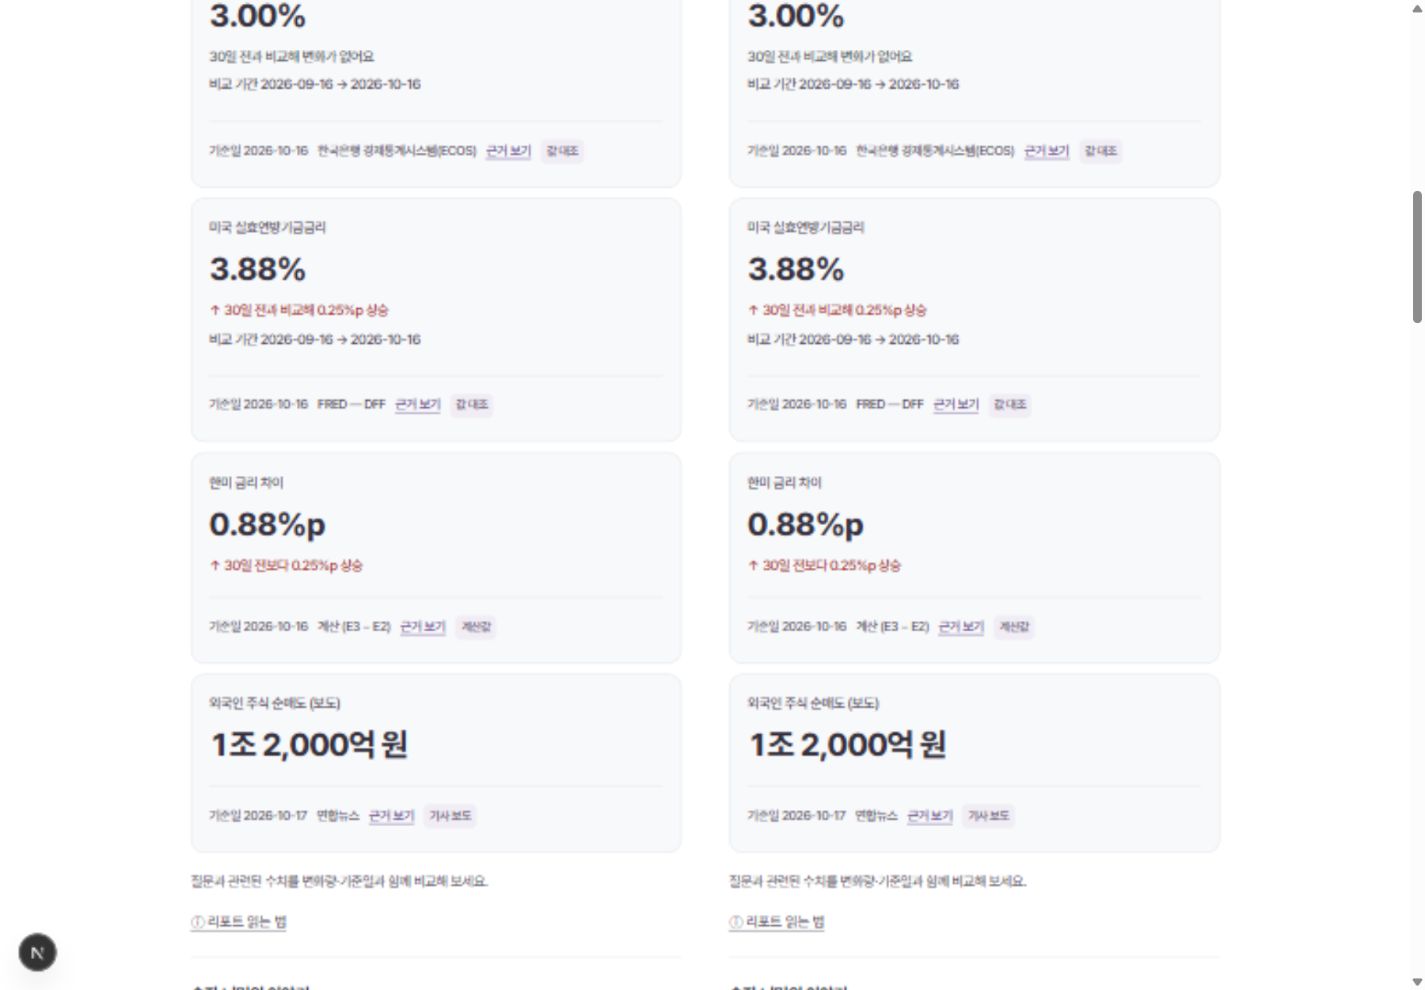 3.00%
30일 전과 비교해 변화가 없어요
비교 기간 2026-09-16 → 2026-10-16
기준일 2026-10-16 한국은행 경제통계시스템(ECOS) 근거 보기 값 대조
미국 실효연방기금금리
3.88%
↑ 30일 전과 비교해 0.25%p 상승
비교 기간 2026-09-16 → 2026-10-16
기준일 2026-10-16 FRED — DFF 근거 보기 값 대조
한미 금리 차이
0.88%p
↑ 30일 전보다 0.25%p 상승
기준일 2026-10-16 계산 (E3 − E2) 근거 보기 계산값
외국인 주식 순매도 (보도)
1조 2,000억 원
기준일 2026-10-17 연합뉴스 근거 보기 기사 보도
질문과 관련된 수치를 변화량·기준일과 함께 비교해 보세요.
ⓘ 리포트 읽는 법
3.00%
30일 전과 비교해 변화가 없어요
비교 기간 2026-09-16 → 2026-10-16
기준일 2026-10-16 한국은행 경제통계시스템(ECOS) 근거 보기 값 대조
미국 실효연방기금금리
3.88%
↑ 30일 전과 비교해 0.25%p 상승
비교 기간 2026-09-16 → 2026-10-16
기준일 2026-10-16 FRED — DFF 근거 보기 값 대조
한미 금리 차이
0.88%p
↑ 30일 전보다 0.25%p 상승
기준일 2026-10-16 계산 (E3 − E2) 근거 보기 계산값
외국인 주식 순매도 (보도)
1조 2,000억 원
기준일 2026-10-17 연합뉴스 근거 보기 기사 보도
질문과 관련된 수치를 변화량·기준일과 함께 비교해 보세요.
ⓘ 리포트 읽는 법
N